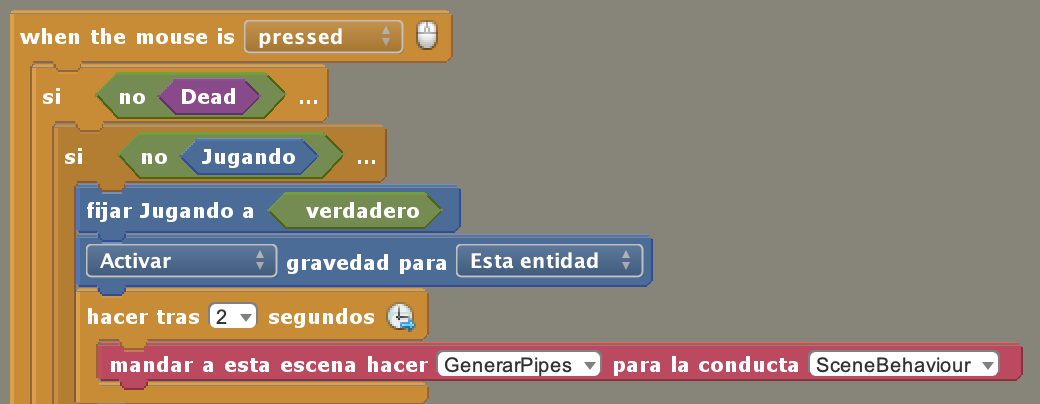 when the mouse is pressed
si no Dead ...
si no Jugando ...
fijar Jugando a verdadero
Activar gravedad para Esta entidad
hacer tras 2 segundos
mandar a esta escena hacer GenerarPipes para la conducta SceneBehaviour